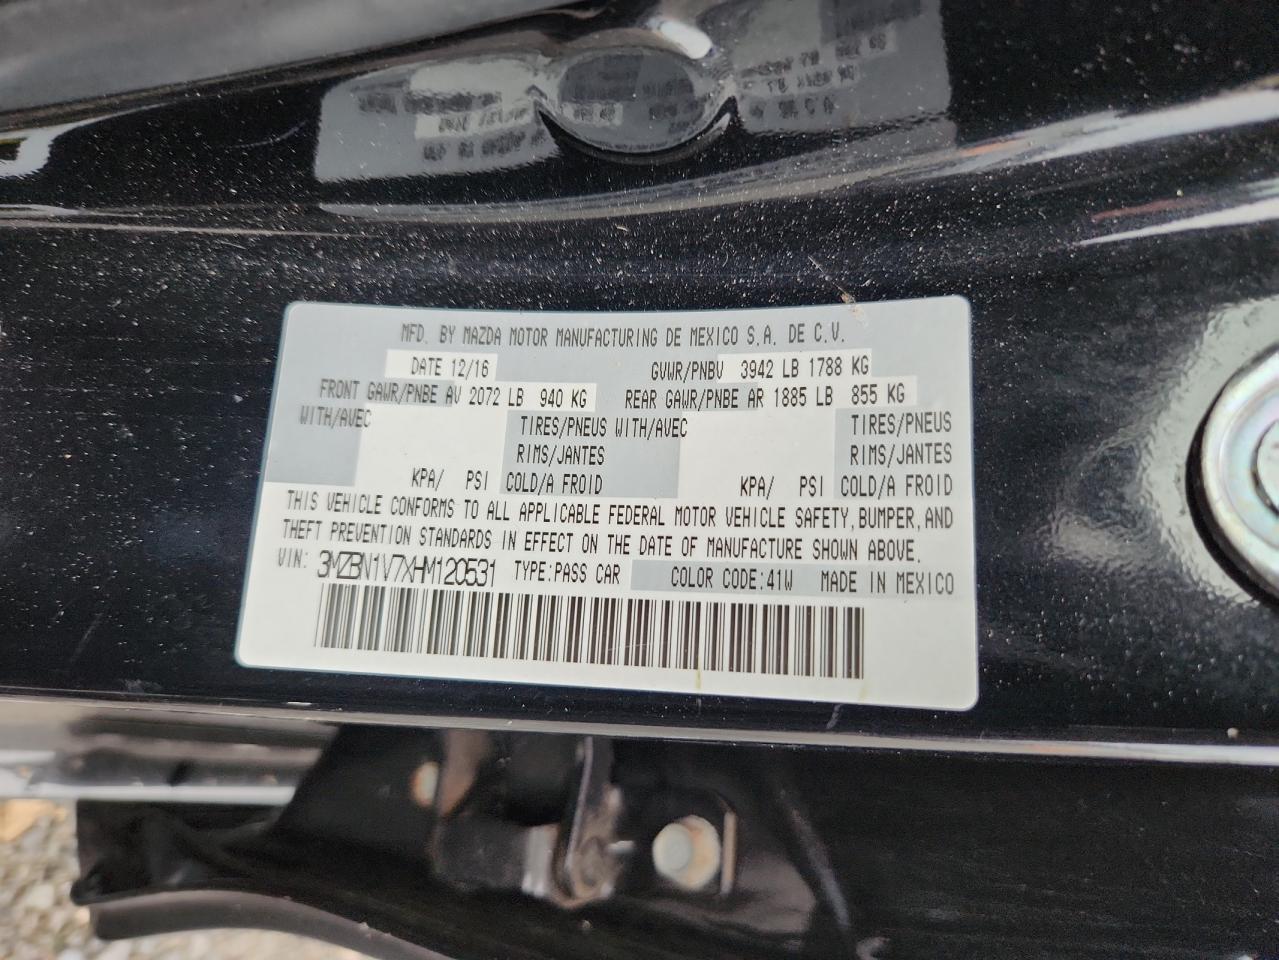 MFD. BY MAZDA MOTOR MANUFACTURING DE MEXICO S.A. DE C.V.
DATE 12/16 GVWR/PNBV 3942 LB 1788 KG
FRONT GAWR/PNBE AV 2072 LB 940 KG REAR GAWR/PNBE AR 1885 LB 855 KG
WITH/AVEC TIRES/PNEUS WITH/AVEC TIRES/PNEUS
RIMS/JANTES RIMS/JANTES
KPA/ PSI COLD/A FROID KPA/ PSI COLD/A FROID
THIS VEHICLE CONFORMS TO ALL APPLICABLE FEDERAL MOTOR VEHICLE SAFETY, BUMPER, AND
THEFT PREVENTION STANDARDS IN EFFECT ON THE DATE OF MANUFACTURE SHOWN ABOVE.
VIN: 3MZBN1V7XHM120531 TYPE:PASS CAR COLOR CODE:41W MADE IN MEXICO